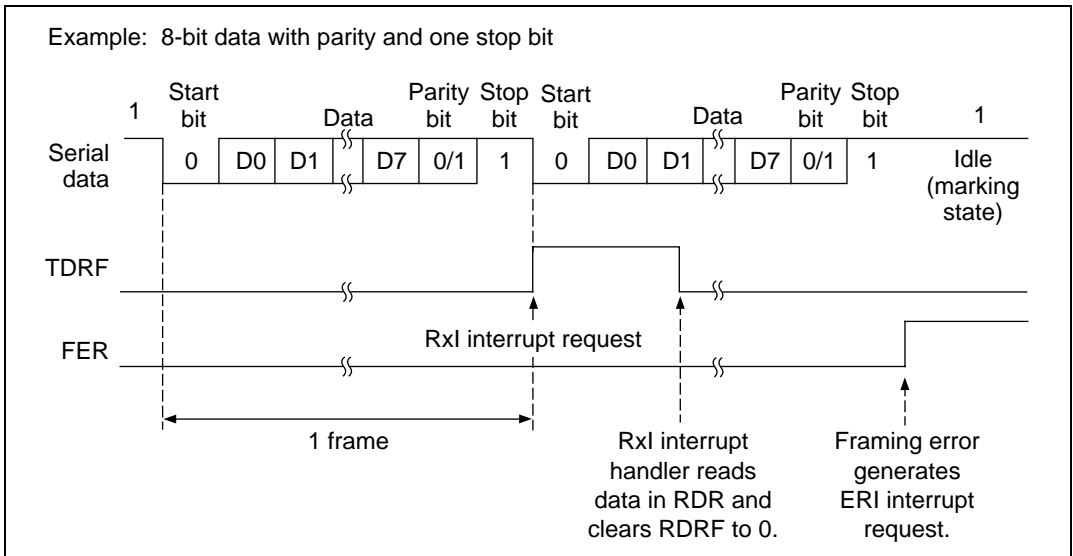 Example: 8-bit data with parity and one stop bit
1 Start bit Data Parity bit Stop bit Start bit Data Parity bit Stop bit 1
Serial data 0 D0 D1 D7 0/1 1 0 D0 D1 D7 0/1 1 Idle (marking state)
TDRF
RxI interrupt request
FER
1 frame
RxI interrupt
handler reads
data in RDR and
clears RDRF to 0.
Framing error
generates
ERI interrupt
request.